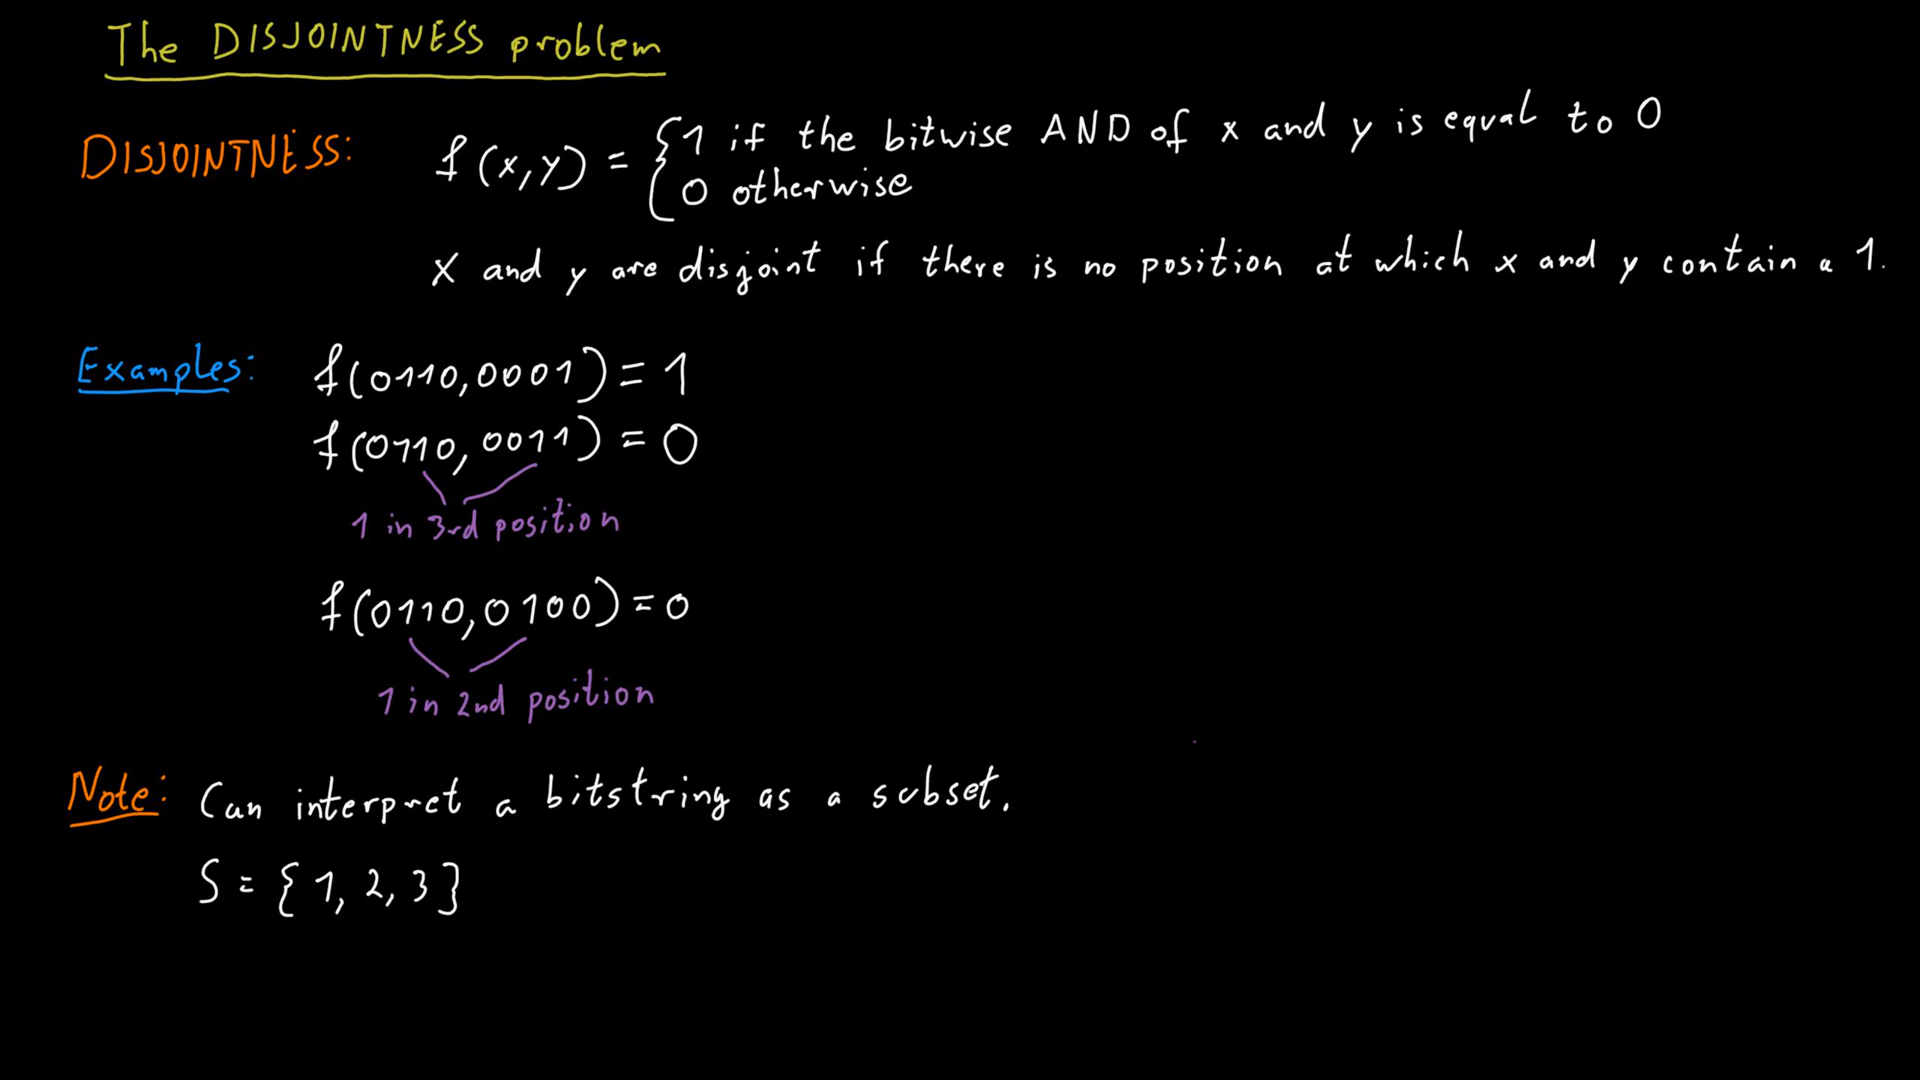 The DISJOINTNESS problem
DISJOINTNESS: f(x,y) = { 1 if the bitwise AND of x and y is equal to 0
0 otherwise
x and y are disjoint if there is no position at which x and y contain a 1.
Examples: f(0110,0001) = 1
f(0110,0011) = 0
1 in 3rd position
f(0110,0100) = 0
1 in 2nd position
Note: Can interpret a bitstring as a subset.
S = {1, 2, 3}